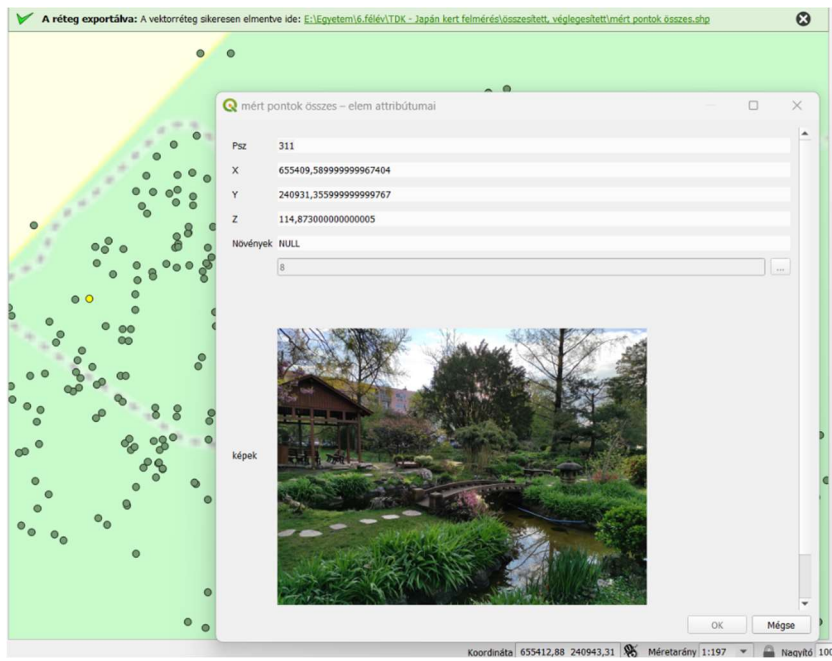 A réteg exportálva: A vektorréteg sikeresen elmentve ide: E:\Egyetem\6.félév\TDK - Japán kert felmérés\összesített, véglegesített\mért pontok összes.shp
mért pontok összes – elem attribútumai
Psz 311
X 655409,589999999967404
Y 240931,355999999999767
Z 114,873000000000005
Növények NULL
8 ...
képek
OK Mégse
Koordináta 655412,88 240943,31 Méretarány 1:197 Nagyító 100